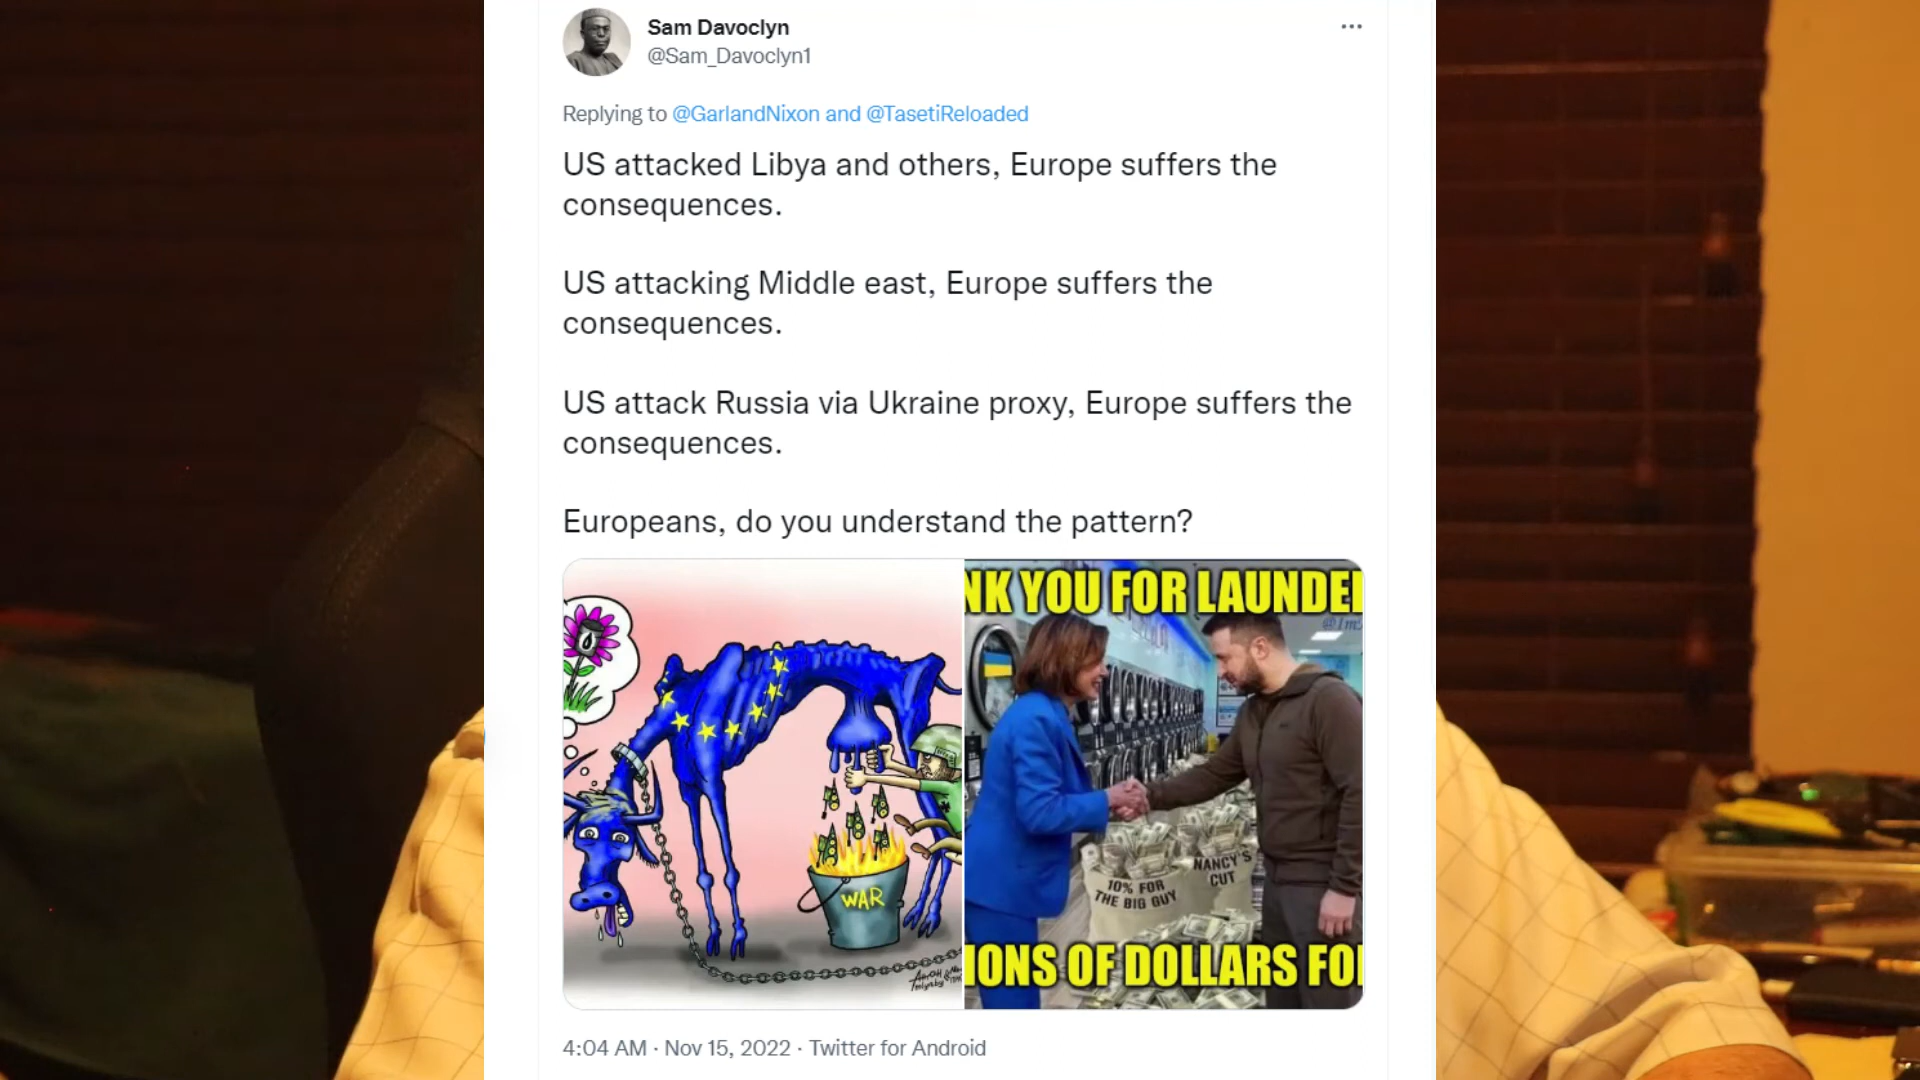 Sam Davoclyn
@Sam_Davoclyn1
Replying to @GarlandNixon and @TasetiReloaded
US attacked Libya and others, Europe suffers the
consequences.
US attacking Middle east, Europe suffers the
consequences.
US attack Russia via Ukraine proxy, Europe suffers the
consequences.
Europeans, do you understand the pattern?
NK YOU FOR LAUNDE
WAR
10% FOR
THE BIG GUY
NANCY'S
CUT
IONS OF DOLLARS FO
4:04 AM · Nov 15, 2022 · Twitter for Android